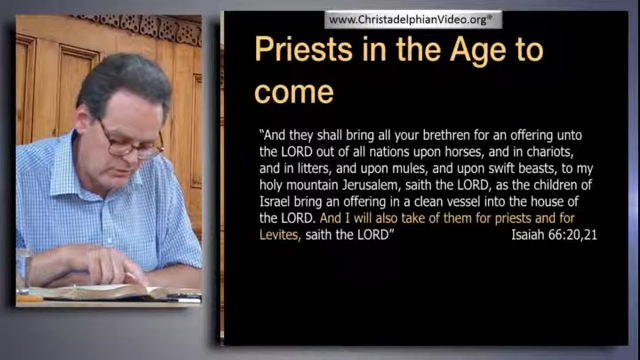 www.ChristadelphianVideo.org®
Priests in the Age to
come
“And they shall bring all your brethren for an offering unto
the LORD out of all nations upon horses, and in chariots,
and in litters, and upon mules, and upon swift beasts, to my
holy mountain Jerusalem, saith the LORD, as the children of
Israel bring an offering in a clean vessel into the house of
the LORD. And I will also take of them for priests and for
Levites, saith the LORD” Isaiah 66:20,21